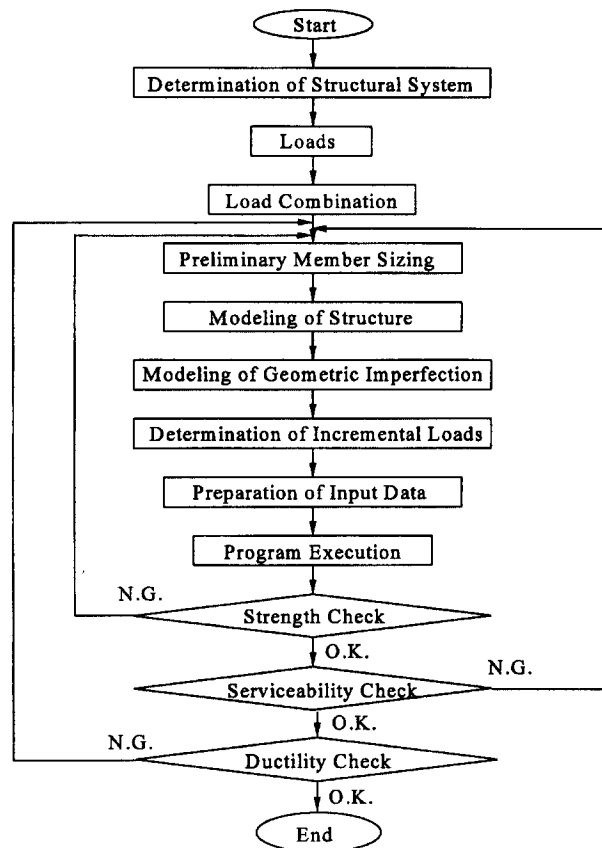 Start
Determination of Structural System
Loads
Load Combination
Preliminary Member Sizing
Modeling of Structure
Modeling of Geometric Imperfection
Determination of Incremental Loads
Preparation of Input Data
Program Execution
N.G.
Strength Check
O.K.
N.G.
Serviceability Check
O.K.
N.G.
Ductility Check
O.K.
End